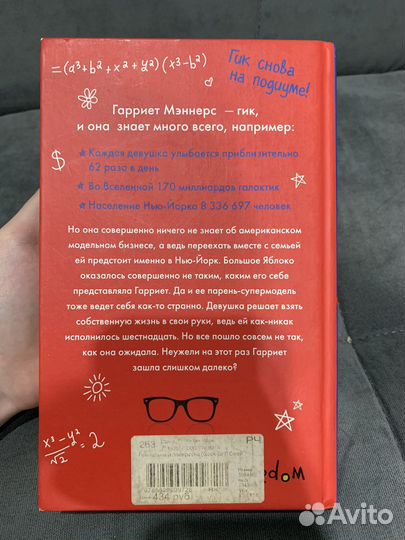 =(a³+b²+x²+y²)(x³-b²)
Гик снова
на подиуме!
Гарриет Мэннерс — гик,
и она знает много всего, например:
★ Каждая девушка улыбается приблизительно
62 раза в день
★ Во Вселенной 170 миллиардов галактик
★ Население Нью-Йорка 8 336 697 человек
$
Но она совершенно ничего не знает об американском
модельном бизнесе, а ведь переехать вместе с семьей
ей предстоит именно в Нью-Йорк. Большое Яблоко
оказалось совершенно не таким, каким его себе
представляла Гарриет. Да и ее парень-супермодель
тоже ведет себя как-то странно. Девушка решает взять
собственную жизнь в свои руки, ведь ей как-никак
исполнилось шестнадцать. Но все пошло совсем не так,
как она ожидала. Неужели на этот раз Гарриет
зашла слишком далеко?
x³-y²/√2 = 2
263
РЧ
434 руб
Avito